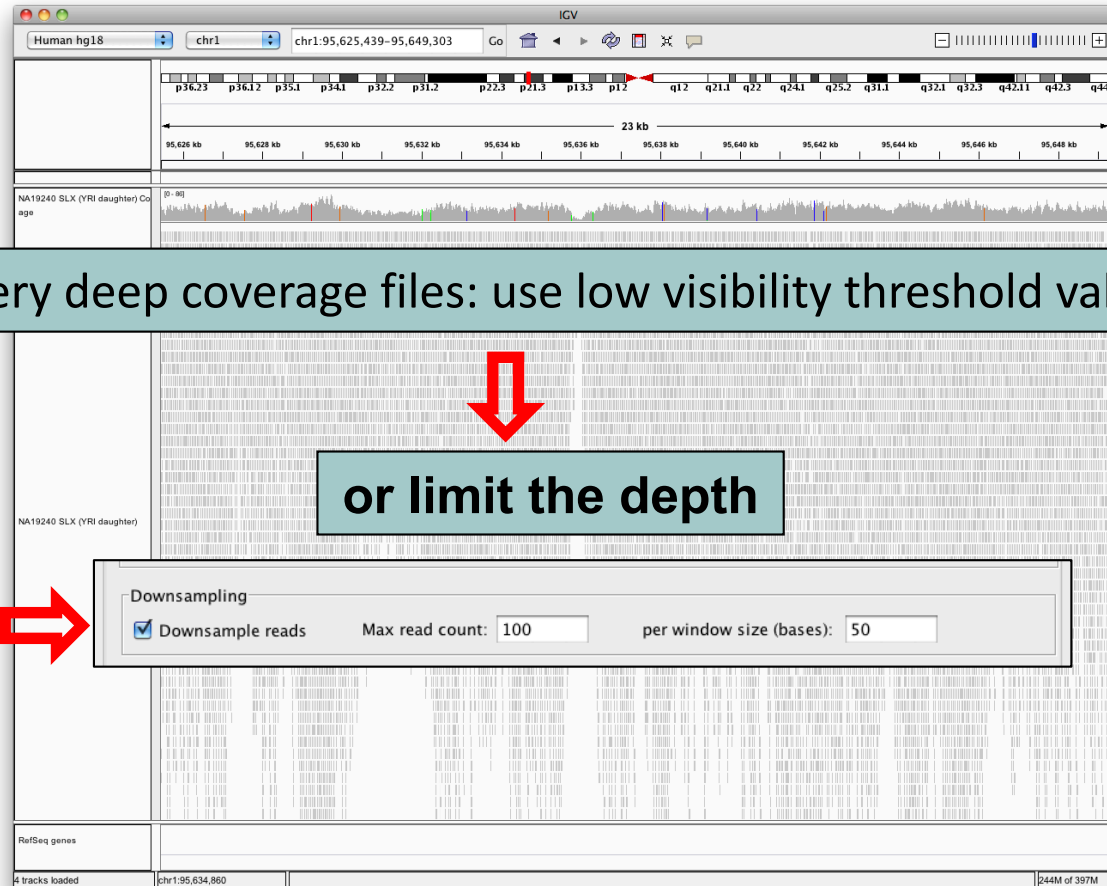 IGV
Human hg18 chr1 chr1:95,625,439-95,649,303 Go
p36.23 p36.12 p35.1 p34.1 p32.2 p31.2 p22.3 p21.3 p13.3 p12 q12 q21.1 q22 q24.1 q25.2 q31.1 q32.1 q32.3 q42.11 q42.3 q44
23 kb
95,626 kb 95,628 kb 95,630 kb 95,632 kb 95,634 kb 95,636 kb 95,638 kb 95,640 kb 95,642 kb 95,644 kb 95,646 kb 95,648 kb
NA19240 SLX (YRI daughter) Co
age
[0 - 86]
ery deep coverage files: use low visibility threshold val
or limit the depth
NA19240 SLX (YRI daughter)
Downsampling
Downsample reads Max read count: 100 per window size (bases): 50
RefSeq genes
4 tracks loaded chr1:95,634,860 244M of 397M